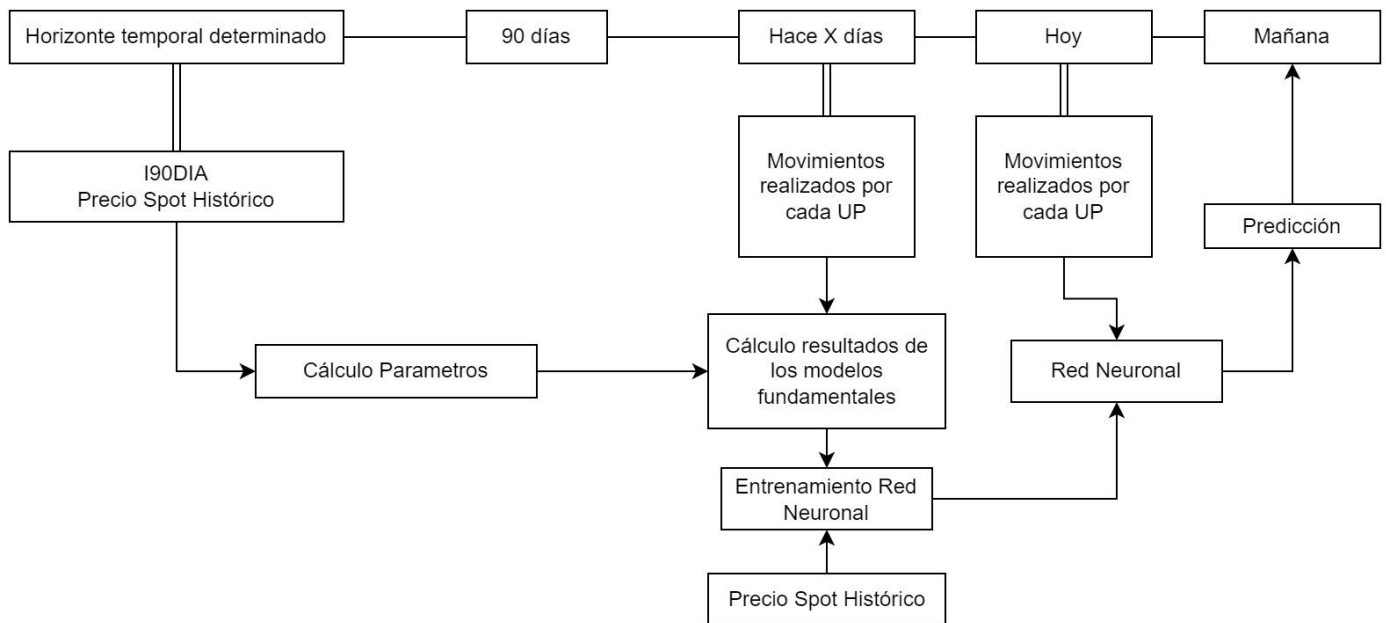 Horizonte temporal determinado
90 días
Hace X días
Hoy
Mañana
I90DIA
Precio Spot Histórico
Movimientos
realizados por
cada UP
Movimientos
realizados por
cada UP
Predicción
Cálculo Parametros
Cálculo resultados de
los modelos
fundamentales
Red Neuronal
Entrenamiento Red
Neuronal
Precio Spot Histórico